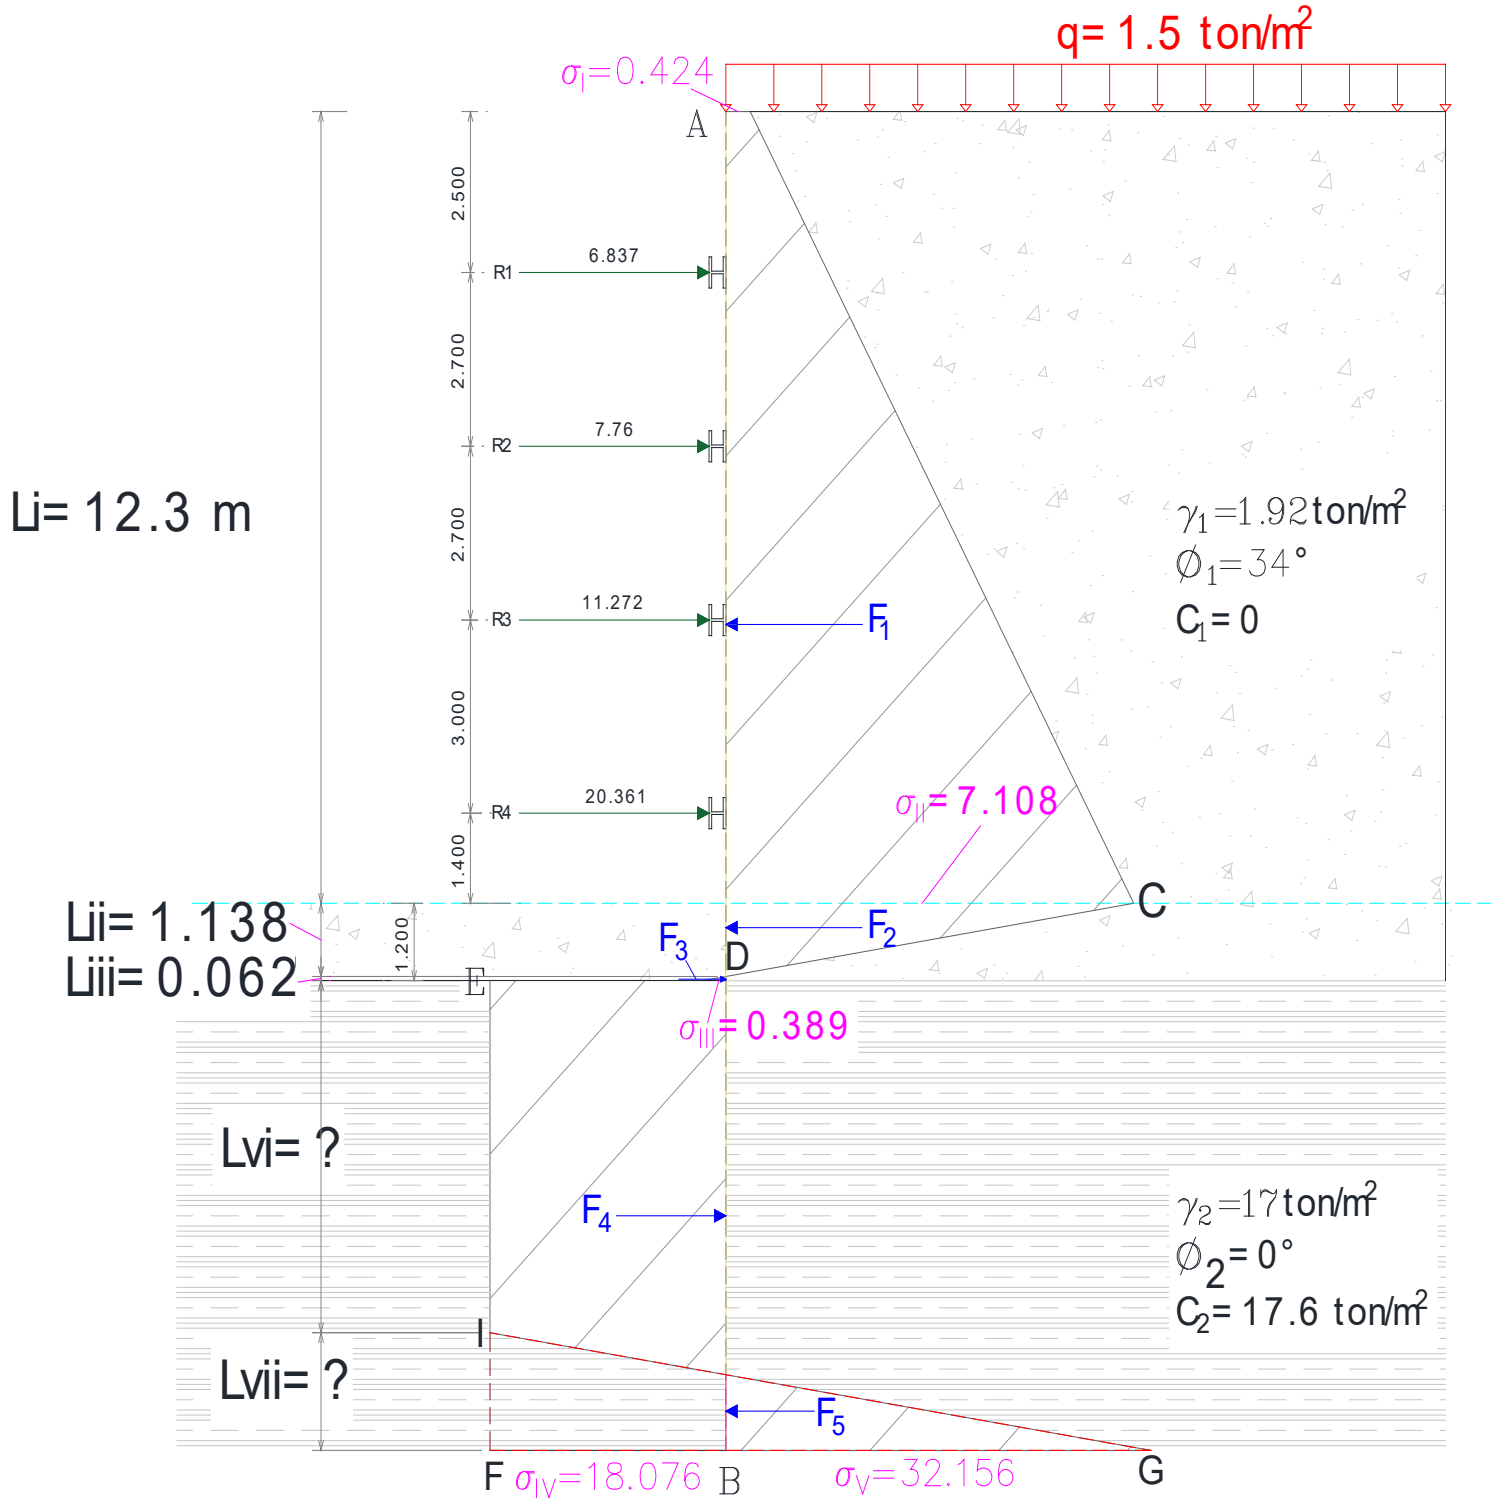 q= 1.5 ton/m²
σI=0.424
A
2.500
R1
6.837
2.700
R2
7.76
Li= 12.3 m
γ1=1.92ton/m²
2.700
Ø1=34°
R3
11.272
F1
C1= 0
3.000
R4
20.361
σII= 7.108
1.400
C
Lii= 1.138
F2
F3
D
1.200
Liii= 0.062
E
σIII= 0.389
Lvi= ?
γ2=17ton/m²
F4
Ø2= 0°
C2= 17.6 ton/m²
I
Lvii= ?
F5
F
σIV=18.076
B
σV=32.156
G